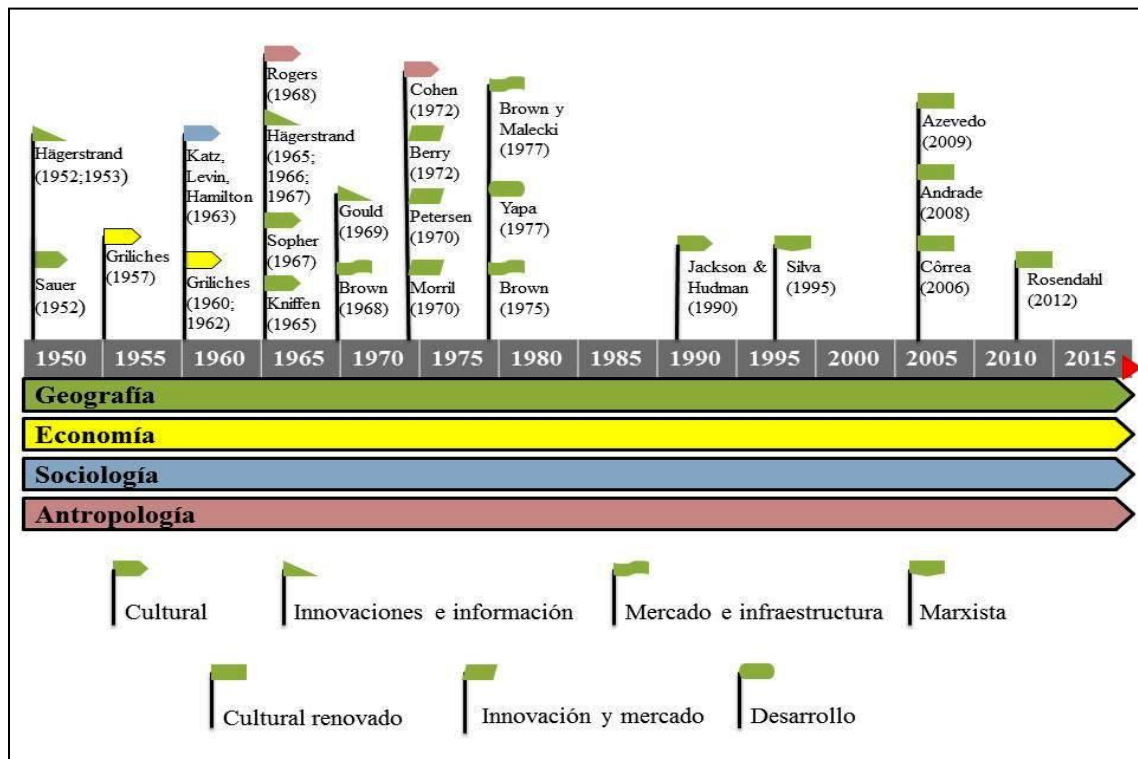 Hägerstrand
(1952;1953)
Sauer
(1952)
Griliches
(1957)
Katz,
Levin,
Hamilton
(1963)
Griliches
(1960;
1962)
Rogers
(1968)
Hägerstrand
(1965;
1966;
1967)
Sopher
(1967)
Kniffen
(1965)
Gould
(1969)
Brown
(1968)
Cohen
(1972)
Berry
(1972)
Petersen
(1970)
Morril
(1970)
Brown y
Malecki
(1977)
Yapa
(1977)
Brown
(1975)
Jackson &
Hudman
(1990)
Silva
(1995)
Azevedo
(2009)
Andrade
(2008)
Côrrea
(2006)
Rosendahl
(2012)
1950 1955 1960 1965 1970 1975 1980 1985 1990 1995 2000 2005 2010 2015
Geografía
Economía
Sociología
Antropología
Cultural
Innovaciones e información
Mercado e infraestructura
Marxista
Cultural renovado
Innovación y mercado
Desarrollo